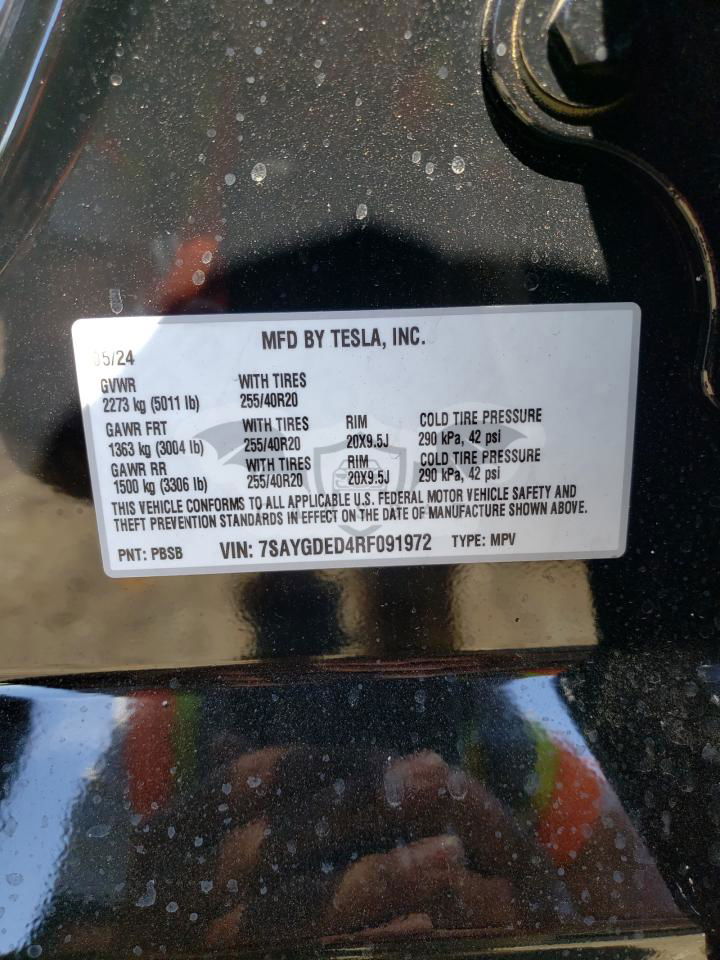 MFD BY TESLA, INC.
05/24
GVWR WITH TIRES
2273 kg (5011 lb) 255/40R20
GAWR FRT WITH TIRES RIM COLD TIRE PRESSURE
1363 kg (3004 lb) 255/40R20 20X9.5J 290 kPa, 42 psi
GAWR RR WITH TIRES RIM COLD TIRE PRESSURE
1500 kg (3306 lb) 255/40R20 20X9.5J 290 kPa, 42 psi
THIS VEHICLE CONFORMS TO ALL APPLICABLE U.S. FEDERAL MOTOR VEHICLE SAFETY AND
THEFT PREVENTION STANDARDS IN EFFECT ON THE DATE OF MANUFACTURE SHOWN ABOVE.
PNT: PBSB VIN: 7SAYGDED4RF091972 TYPE: MPV